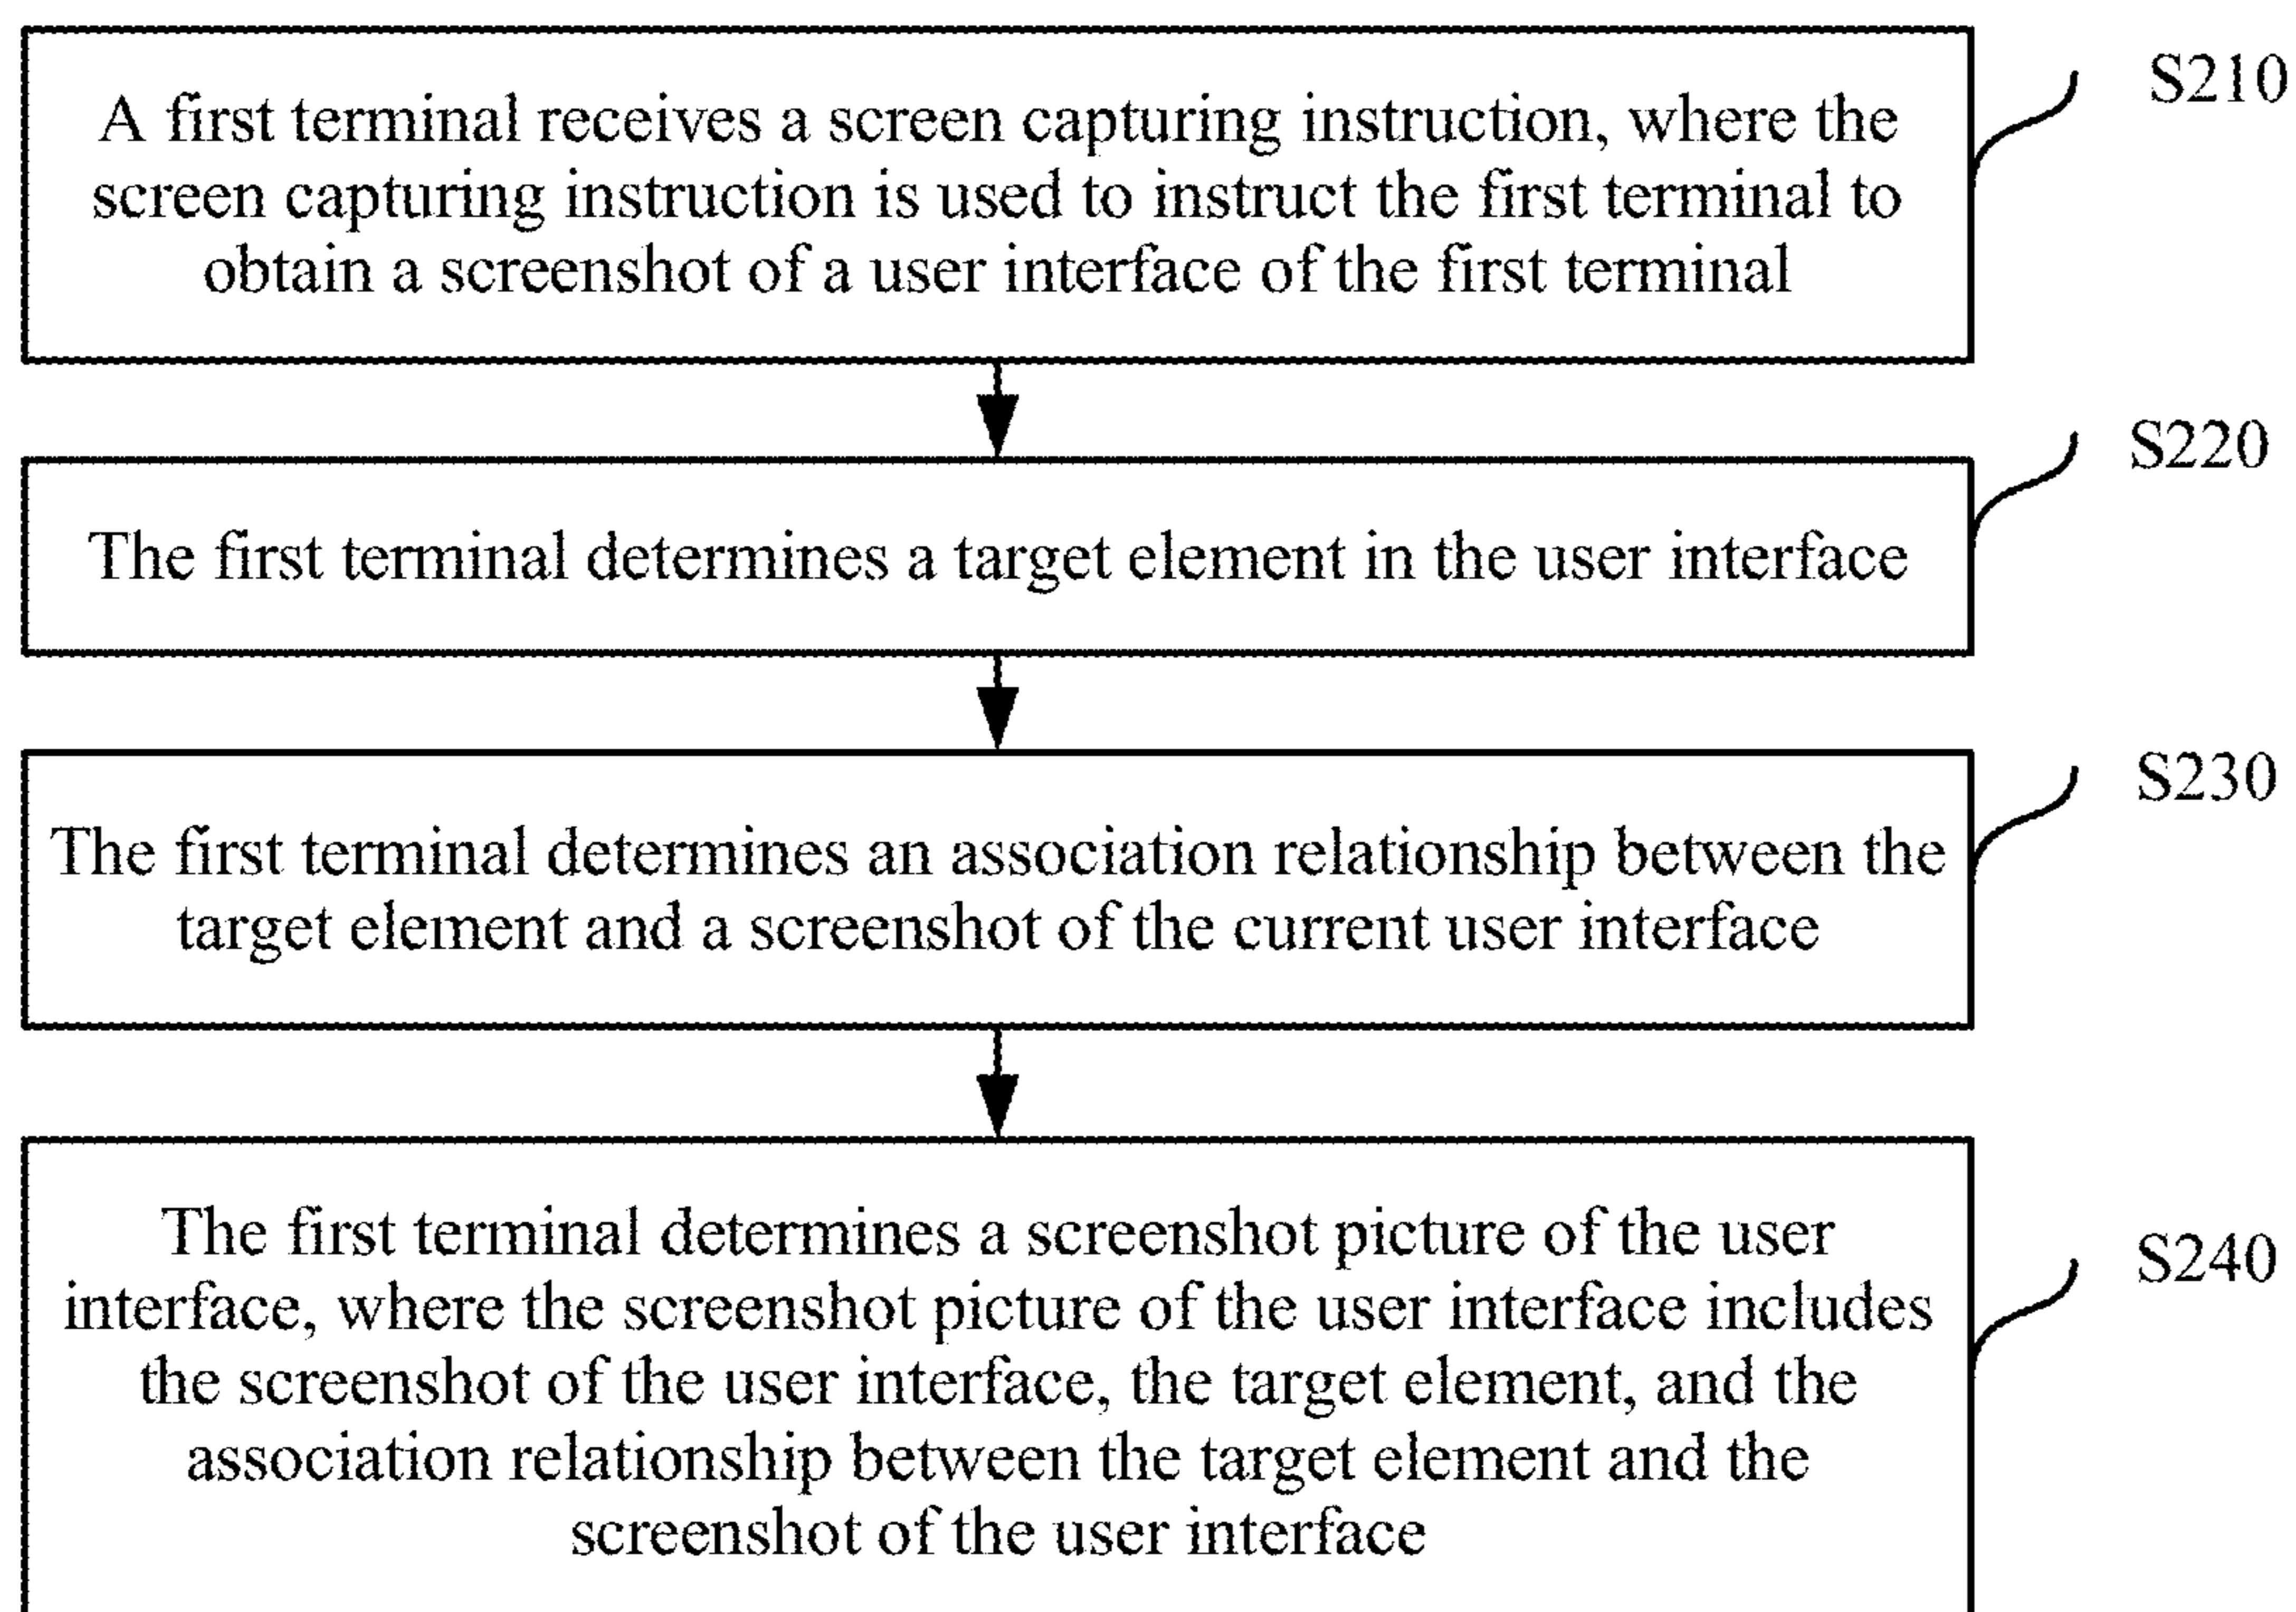 A first terminal receives a screen capturing instruction, where the
screen capturing instruction is used to instruct the first terminal to
obtain a screenshot of a user interface of the first terminal
S210
The first terminal determines a target element in the user interface
S220
The first terminal determines an association relationship between the
target element and a screenshot of the current user interface
S230
The first terminal determines a screenshot picture of the user
interface, where the screenshot picture of the user interface includes
the screenshot of the user interface, the target element, and the
association relationship between the target element and the
screenshot of the user interface
S240